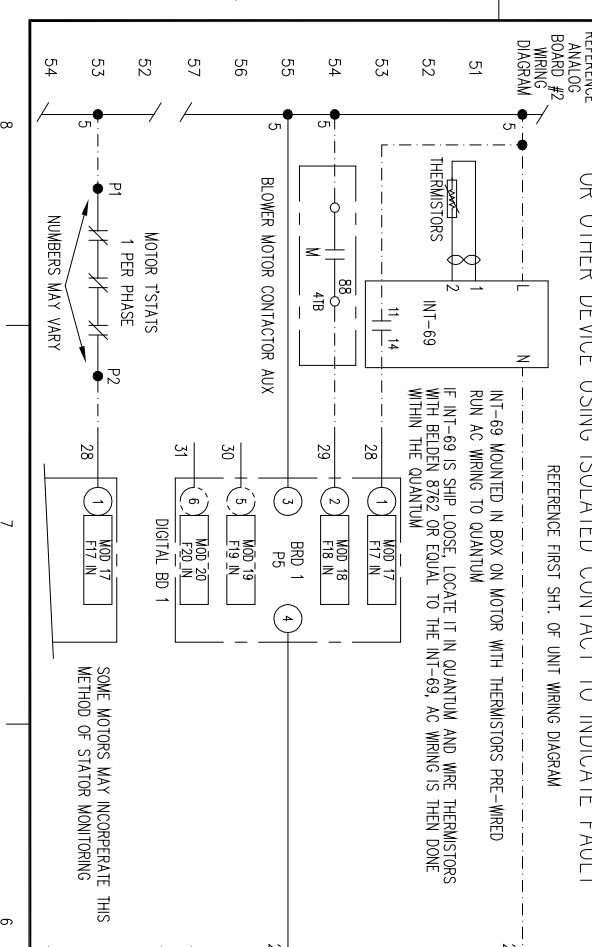 REFERENCE
ANALOG
BOARD #2
WIRING
DIAGRAM
OR OTHER DEVICE USING ISOLATED CONTACT TO INDICATE FAULT
REFERENCE FIRST SHT. OF UNIT WIRING DIAGRAM
51
52
53
54
55
56
57
52
53
54
5
L
N
THERMISTORS
1
2
INT-69
11
14
INT-69 MOUNTED IN BOX ON MOTOR WITH THERMISTORS PRE-WIRED
RUN AC WIRING TO QUANTUM
IF INT-69 IS SHIP LOOSE, LOCATE IT IN QUANTUM AND WIRE THERMISTORS
WITH BELDEN 8762 OR EQUAL TO THE INT-69, AC WIRING IS THEN DONE
WITHIN THE QUANTUM
5
M
88
4TB
BLOWER MOTOR CONTACTOR AUX
5
28
1
MOD 17
F17 IN
29
2
MOD 18
F18 IN
3
BRD 1
P5
4
30
5
MOD 19
F19 IN
31
6
MOD 20
F20 IN
DIGITAL BD 1
5
P1
MOTOR T'STATS
1 PER PHASE
NUMBERS MAY VARY
P2
28
1
MOD 17
F17 IN
SOME MOTORS MAY INCORPERATE THIS
METHOD OF STATOR MONITORING
8
7
6